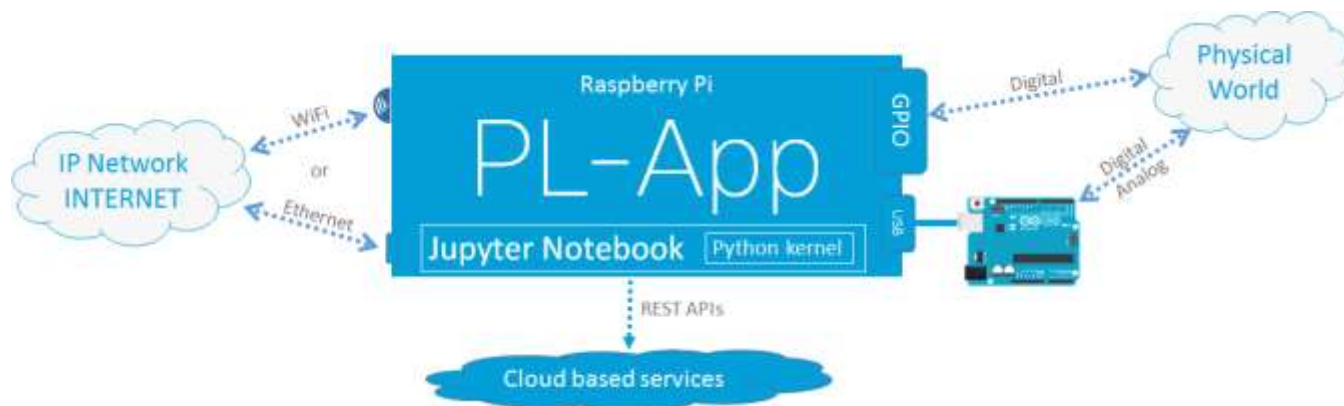 Raspberry Pi
PL-App
Jupyter Notebook
Python kernel
GPIO
USB
WiFi
or
Ethernet
IP Network
INTERNET
Digital
Physical
World
Digital
Analog
REST APIs
Cloud based services